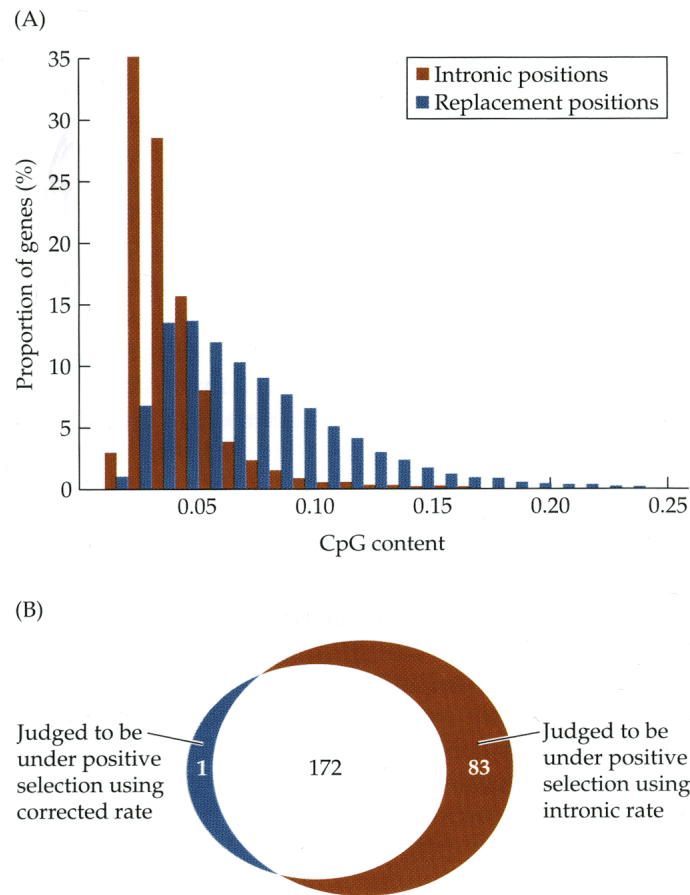 (A)
35
30
25
20
15
10
5
0
Proportion of genes (%)
Intronic positions
Replacement positions
0.05
0.10
0.15
0.20
0.25
CpG content
(B)
Judged to be
under positive
selection using
corrected rate
1
172
83
Judged to be
under positive
selection using
intronic rate